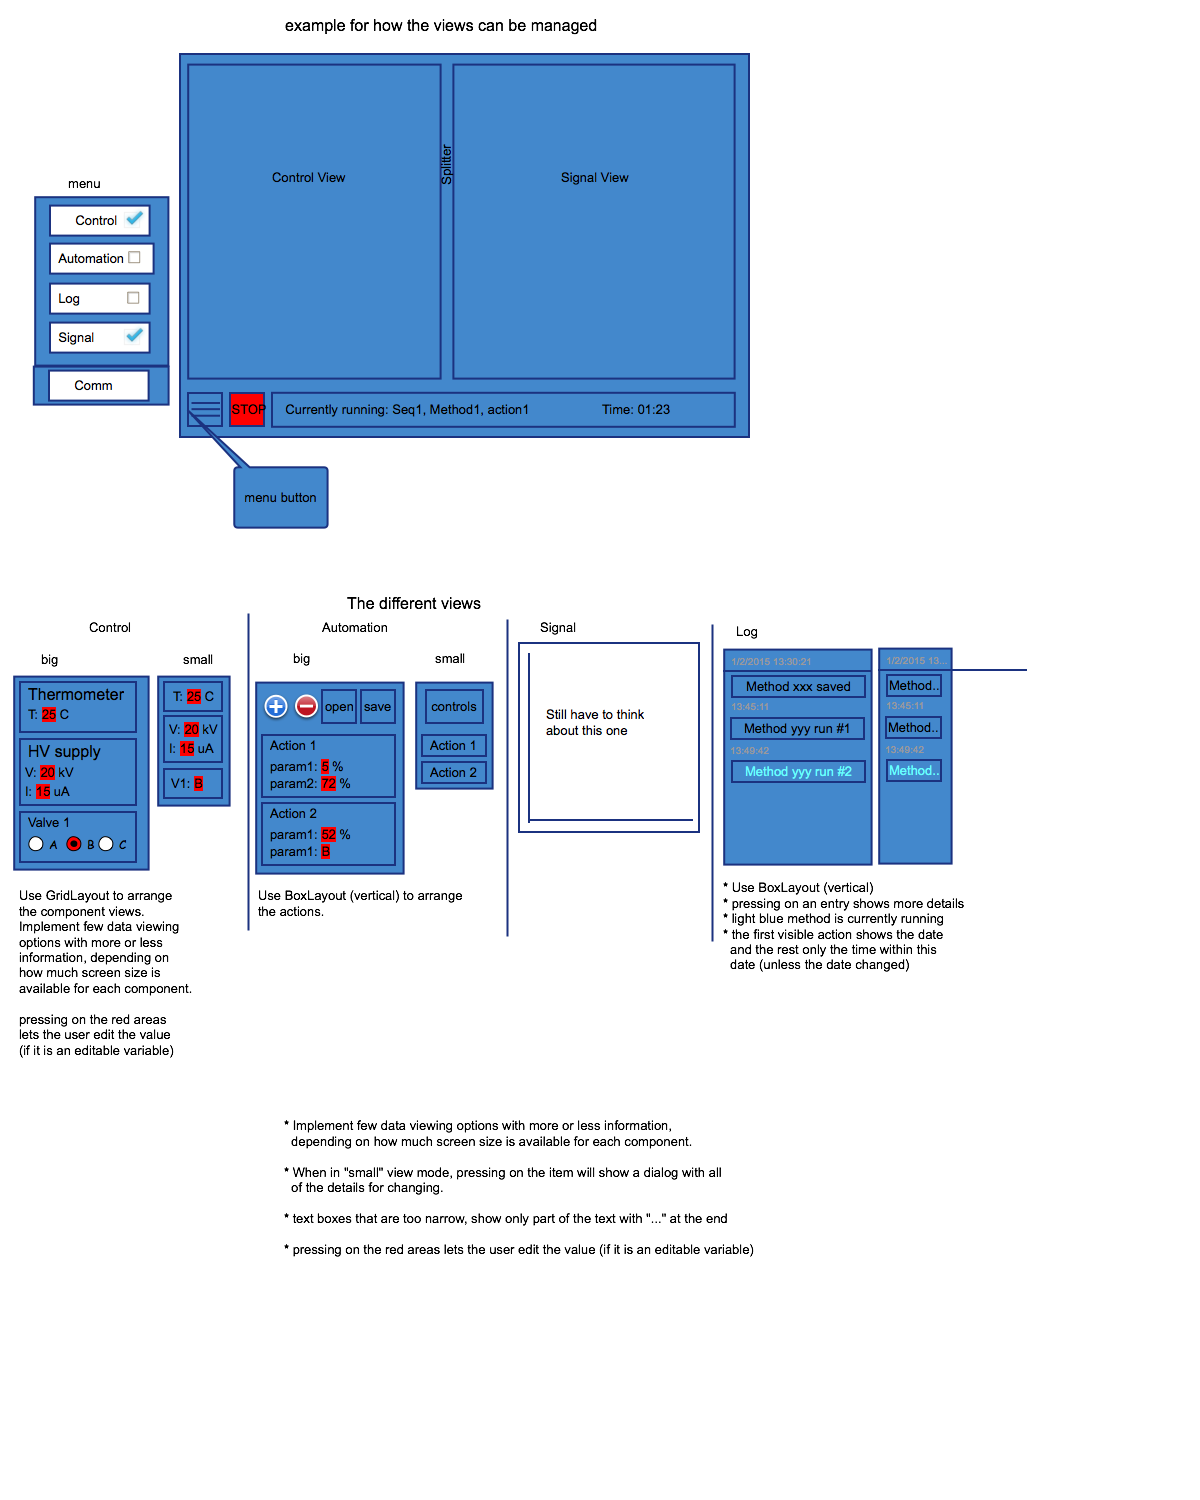 example for how the views can be managed
menu
Control
Automation
Log
Signal
Comm
Control View
Splitter
Signal View
STOP
Currently running: Seq1, Method1, action1
Time: 01:23
menu button
The different views
Control
big
small
Thermometer
T: 25 C
HV supply
V: 20 kV
I: 15 uA
Valve 1
A B C
T: 25 C
V: 20 kV
I: 15 uA
V1: B
Use GridLayout to arrange
the component views.
Implement few data viewing
options with more or less
information, depending on
how much screen size is
available for each component.
pressing on the red areas
lets the user edit the value
(if it is an editable variable)
Automation
big
small
open
save
Action 1
param1: 5 %
param2: 72 %
Action 2
param1: 52 %
param1: B
controls
Action 1
Action 2
Use BoxLayout (vertical) to arrange
the actions.
Signal
Still have to think
about this one
Log
1/2/2015 13:30:21
Method xxx saved
13:45:11
Method yyy run #1
13:49:42
Method yyy run #2
1/2/2015 13...
Method..
13:45:11
Method..
13:49:42
Method..
* Use BoxLayout (vertical)
* pressing on an entry shows more details
* light blue method is currently running
* the first visible action shows the date
and the rest only the time within this
date (unless the date changed)
* Implement few data viewing options with more or less information,
depending on how much screen size is available for each component.
* When in "small" view mode, pressing on the item will show a dialog with all
of the details for changing.
* text boxes that are too narrow, show only part of the text with "..." at the end
* pressing on the red areas lets the user edit the value (if it is an editable variable)